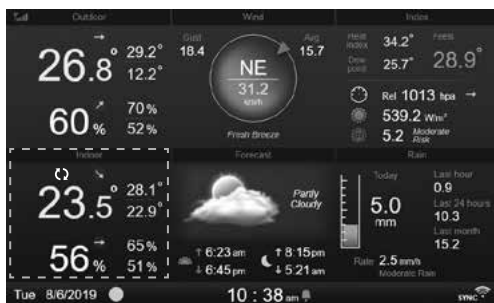 Outdoor
26.8°
29.2°
12.2°
60%
70%
52%
Wind
Gust
18.4
Avg
15.7
NE
31.2
km/h
Fresh Breeze
Index
Heat index 34.2°
Dew point 25.7°
Feels
28.9°
Rel 1013 hpa
539.2 W/m²
5.2 Moderate Risk
Indoor
23.5°
28.1°
22.9°
56%
65%
51%
Forecast
Partly
Cloudy
6:23 am
6:45 pm
8:15pm
5:21 am
Rain
Today
5.0
mm
Last hour
0.9
Last 24 hours
10.3
Last month
15.2
Rate 2.5 mm/h
Moderate Rain
Tue 8/6/2019
10 : 38 am
SYNC